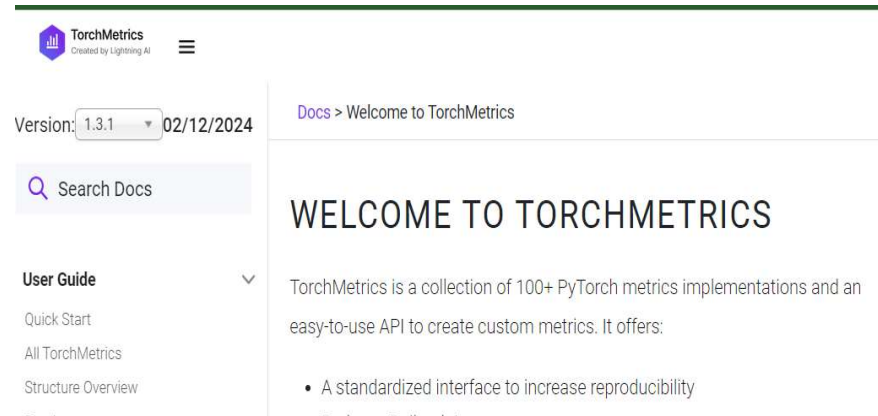 TorchMetrics
Created by Lightning AI
Version: 1.3.1 02/12/2024
Search Docs
User Guide
Quick Start
All TorchMetrics
Structure Overview
Docs > Welcome to TorchMetrics
WELCOME TO TORCHMETRICS
TorchMetrics is a collection of 100+ PyTorch metrics implementations and an
easy-to-use API to create custom metrics. It offers:
• A standardized interface to increase reproducibility